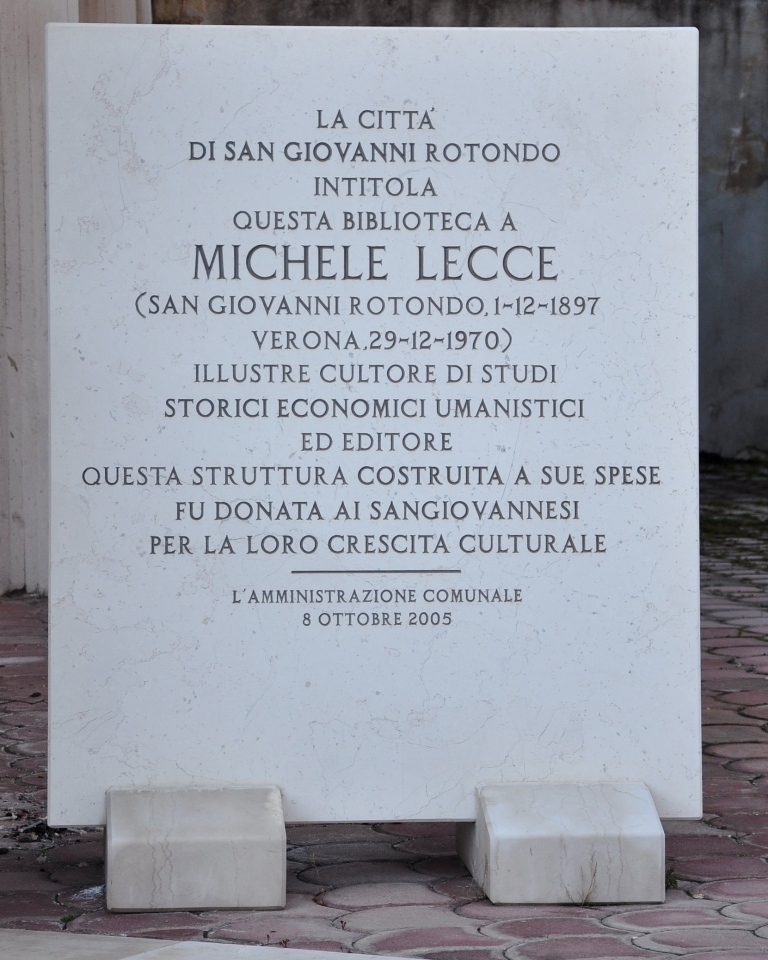 LA CITTA'
DI SAN GIOVANNI ROTONDO
INTITOLA
QUESTA BIBLIOTECA A
MICHELE LECCE
(SAN GIOVANNI ROTONDO, 1-12-1897
VERONA, 29-12-1970)
ILLUSTRE CULTORE DI STUDI
STORICI ECONOMICI UMANISTICI
ED EDITORE
QUESTA STRUTTURA COSTRUITA A SUE SPESE
FU DONATA AI SANGIOVANNESI
PER LA LORO CRESCITA CULTURALE
L'AMMINISTRAZIONE COMUNALE
8 OTTOBRE 2005